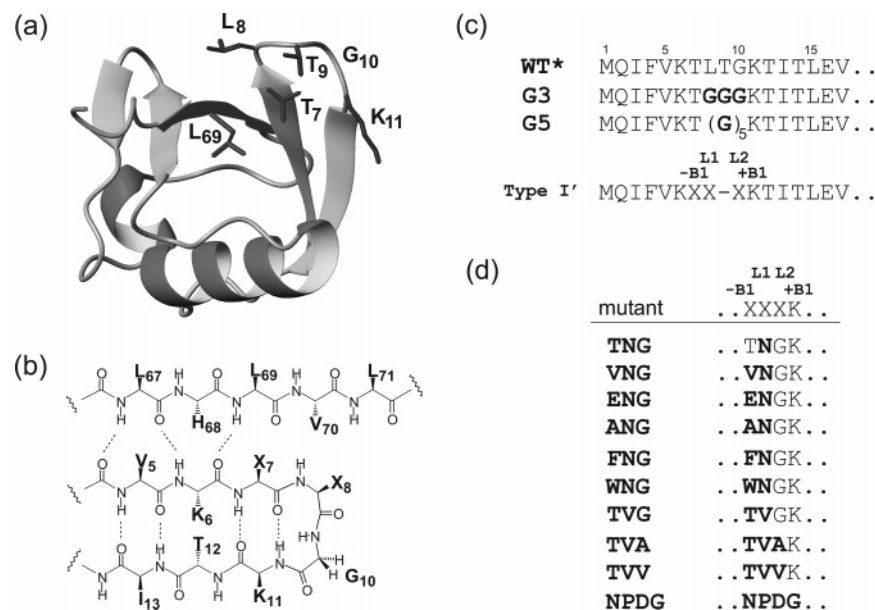 (a)
L8
T9
G10
T7
K11
L69
(b)
L67
H68
L69
V70
L71
V5
K6
X7
X8
G10
K11
T12
I13
(c)
1 5 10 15
WT* MQIFVKTLTGKTITLEV..
G3 MQIFVKTGGGKTITLEV..
G5 MQIFVKT(G)5KTITLEV..
L1 L2
-B1 +B1
Type I' MQIFVKXX-XKTITLEV..
(d)
L1 L2
-B1 +B1
mutant ..XXXK..
TNG ..TNGK..
VNG ..VNGK..
ENG ..ENGK..
ANG ..ANGK..
FNG ..FNGK..
WNG ..WNGK..
TVG ..TVGK..
TVA ..TVAK..
TVV ..TVVK..
NPDG ..NPDG..